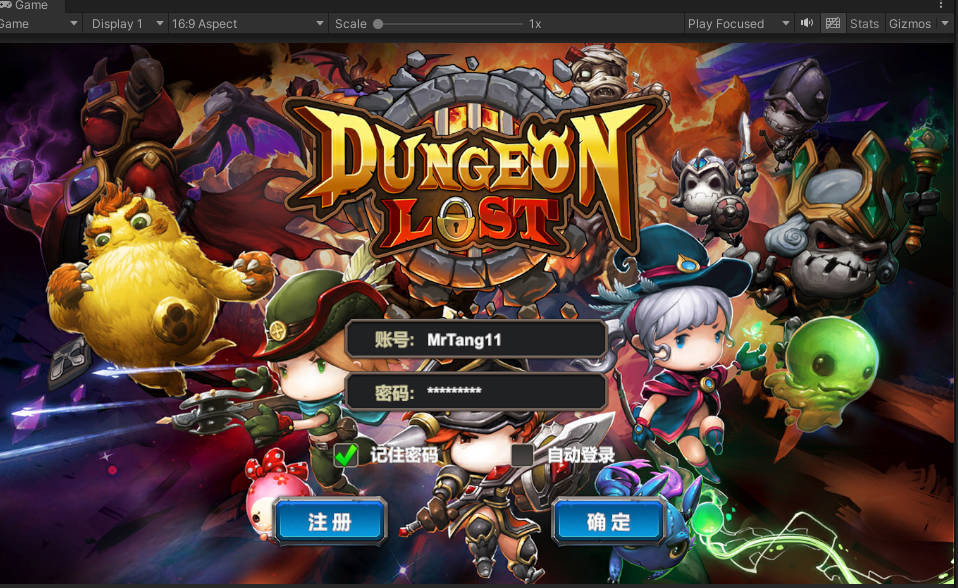 Game
Game Display 1 16:9 Aspect Scale 1x Play Focused Stats Gizmos
DUNGEON
LOST
账号: MrTang11
密码: *********
记住密码 自动登录
注册 确定